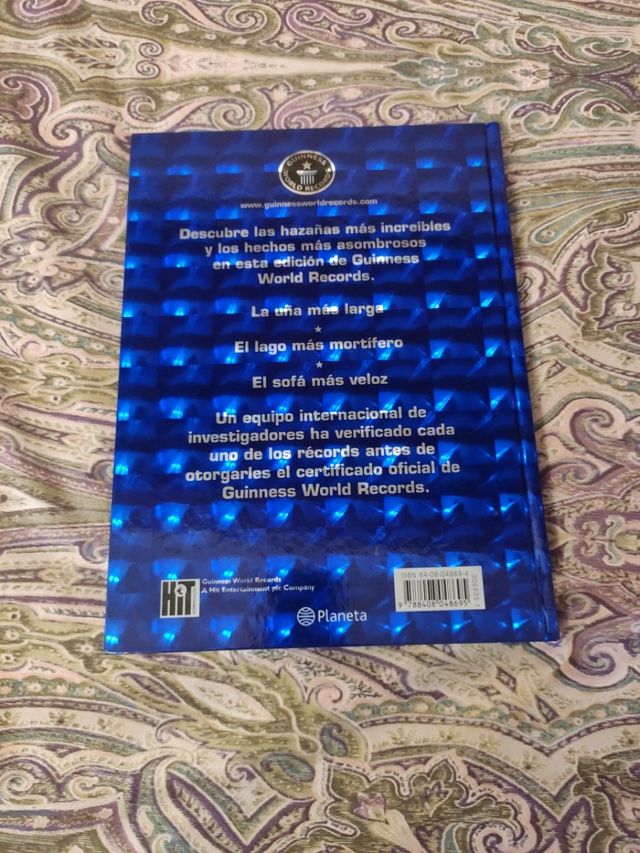 GUINNESS
WORLD RECORDS
www.guinnessworldrecords.com
Descubre las hazañas más increíbles
y los hechos más asombrosos
en esta edición de Guinness
World Records.
La uña más larga
El lago más mortífero
El sofá más veloz
Un equipo internacional de
investigadores ha verificado cada
uno de los récords antes de
otorgarles el certificado oficial de
Guinness World Records.
HiT
Guinness World Records
A Hit Entertainment plc Company
Planeta
ISBN 84-08-04869-4
9 788408 048695